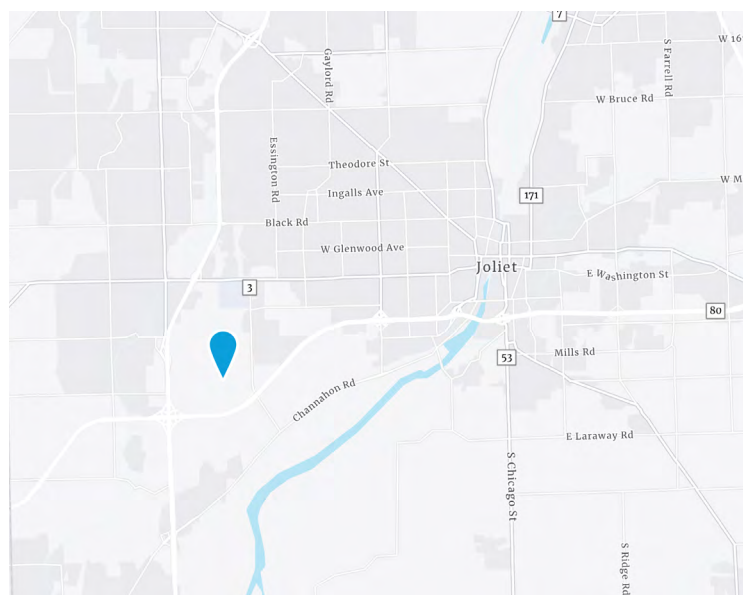 7
W 16
S Farrell Rd
Gaylord Rd
W Bruce Rd
Essington Rd
Theodore St
W M
Ingalls Ave
171
Black Rd
W Glenwood Ave
Joliet
E Washington St
3
80
53
Mills Rd
Channahon Rd
E Laraway Rd
S Chicago St
S Ridge Rd